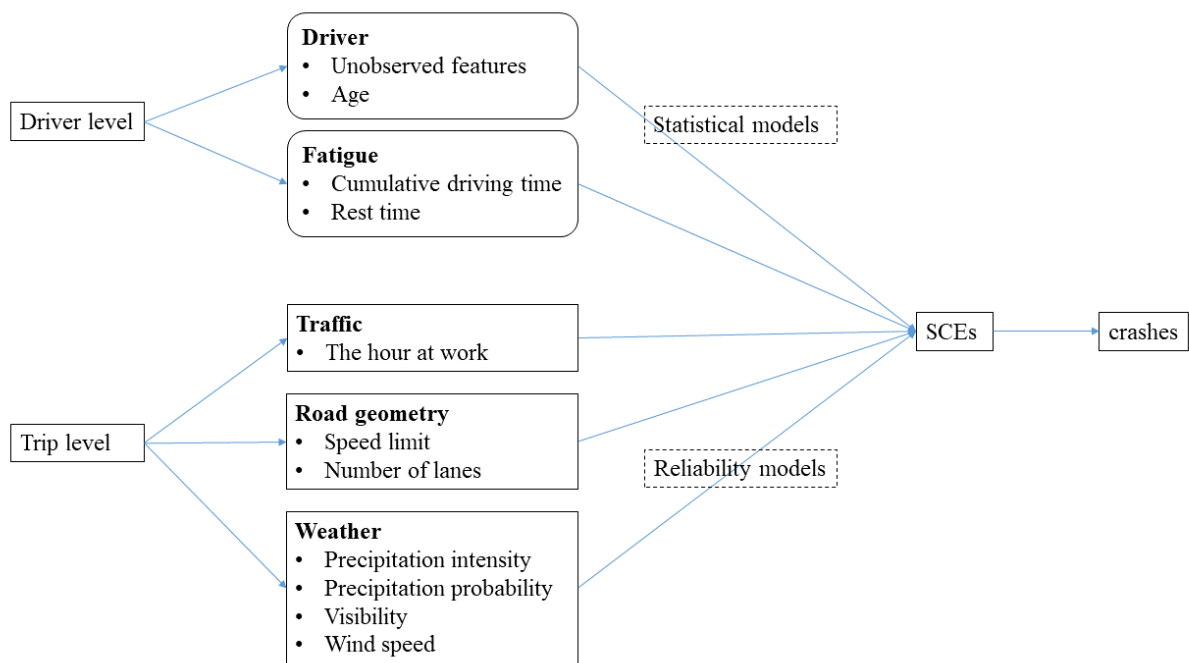 Driver level
Driver
• Unobserved features
• Age
Fatigue
• Cumulative driving time
• Rest time
Statistical models
Trip level
Traffic
• The hour at work
Road geometry
• Speed limit
• Number of lanes
Weather
• Precipitation intensity
• Precipitation probability
• Visibility
• Wind speed
Reliability models
SCEs
crashes